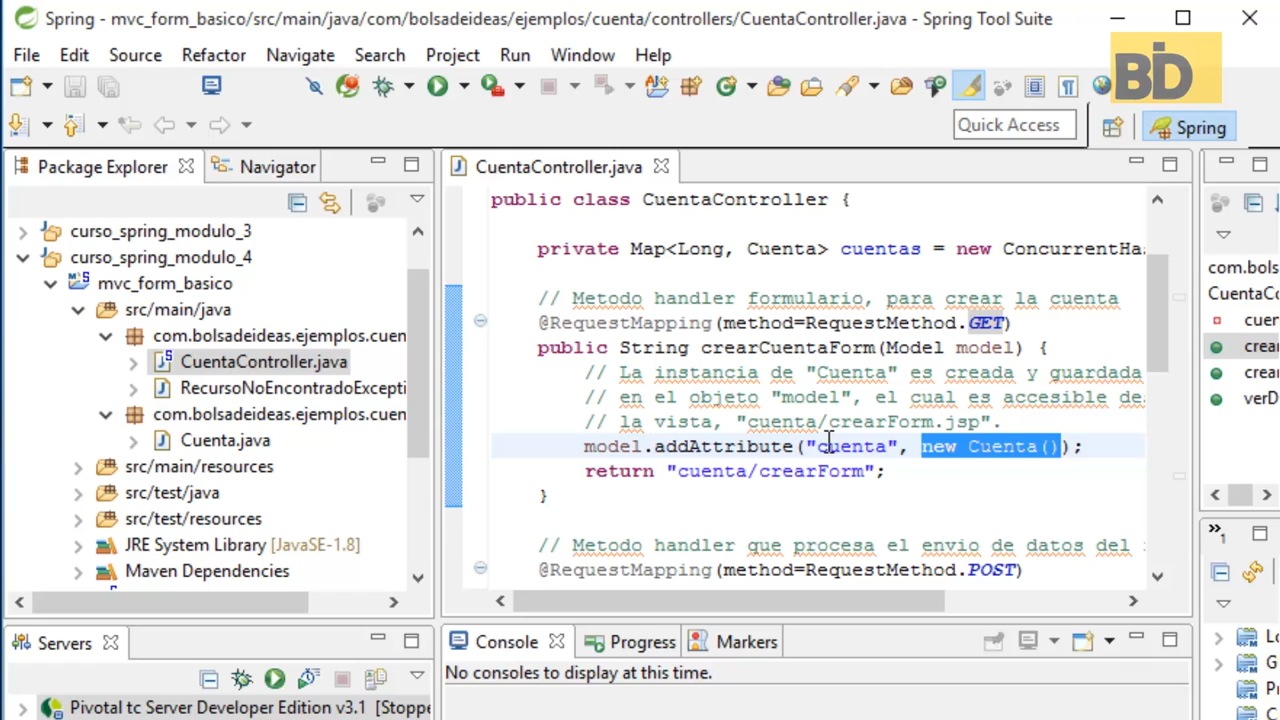 Spring - mvc_form_basico/src/main/java/com/bolsadeideas/ejemplos/cuenta/controllers/CuentaController.java - Spring Tool Suite
File Edit Source Refactor Navigate Search Project Run Window Help
BD
Quick Access
Spring
Package Explorer
Navigator
curso_spring_modulo_3
curso_spring_modulo_4
mvc_form_basico
src/main/java
com.bolsadeideas.ejemplos.cuen
CuentaController.java
RecursoNoEncontradoExcepti
com.bolsadeideas.ejemplos.cuen
Cuenta.java
src/main/resources
src/test/java
src/test/resources
JRE System Library [JavaSE-1.8]
Maven Dependencies
CuentaController.java
public class CuentaController {
private Map<Long, Cuenta> cuentas = new ConcurrentHa
// Metodo handler formulario, para crear la cuenta
@RequestMapping(method=RequestMethod.GET)
public String crearCuentaForm(Model model) {
// La instancia de "Cuenta" es creada y guardada
// en el objeto "model", el cual es accesible de
// la vista, "cuenta/crearForm.jsp".
model.addAttribute("cuenta", new Cuenta());
return "cuenta/crearForm";
}
// Metodo handler que procesa el envio de datos del
@RequestMapping(method=RequestMethod.POST)
com.bols
CuentaCo
cuen
crea
crea
verD
Servers
Pivotal tc Server Developer Edition v3.1 [Stoppe
Console
Progress
Markers
No consoles to display at this time.
Lo
G
Pr